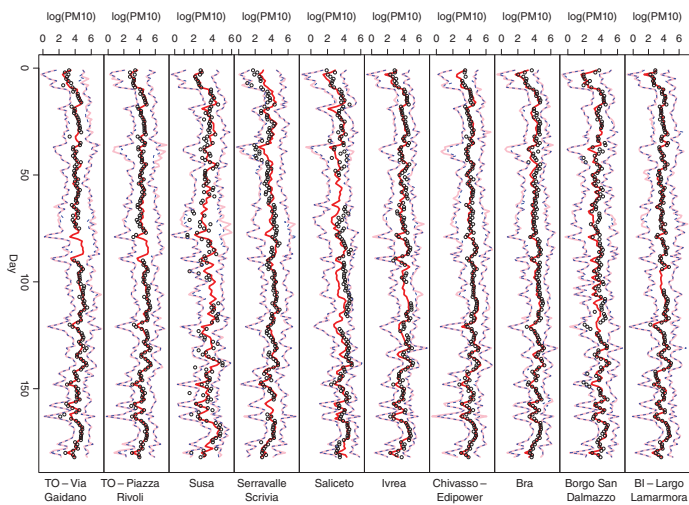 log(PM10) log(PM10) log(PM10) log(PM10) log(PM10) log(PM10) log(PM10) log(PM10) log(PM10) log(PM10)
0 2 4 6 0 2 4 6 0 2 4 5 6 0 2 4 6 0 2 4 6 0 2 4 6 0 2 4 6 0 2 4 6 0 2 4 6 0 2 4 6
0
50
Day
100
150
TO – Via Gaidano
TO – Piazza Rivoli
Susa
Serravalle Scrivia
Saliceto
Ivrea
Chivasso – Edipower
Bra
Borgo San Dalmazzo
BI – Largo Lamarmora